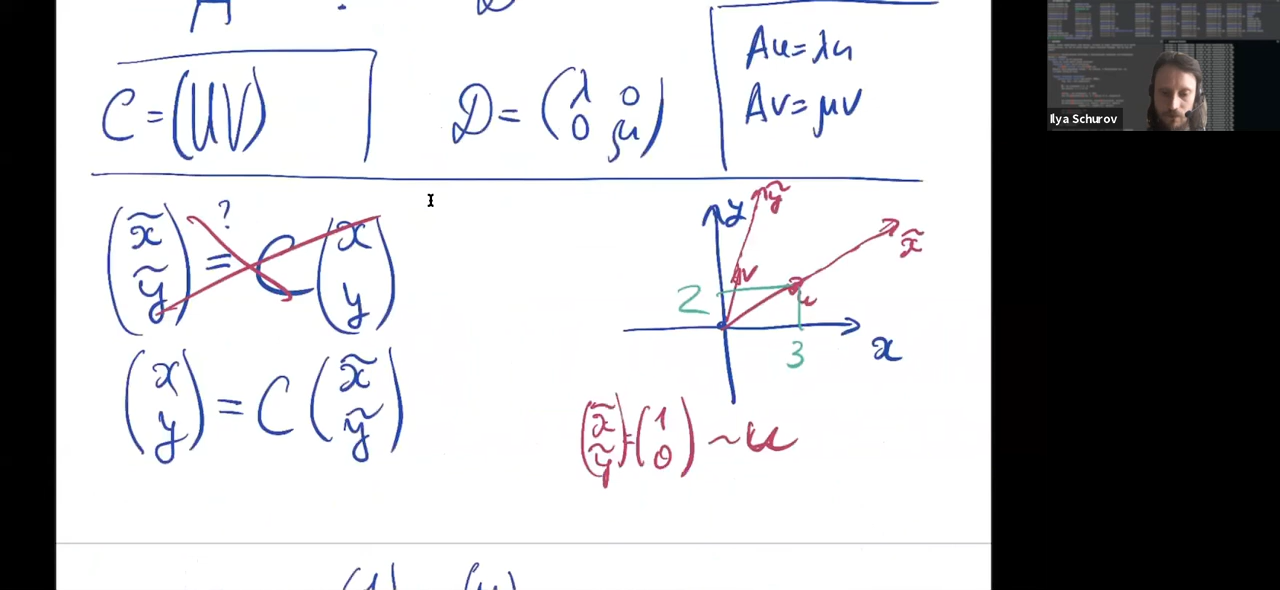 A
C = (u v)
D = (λ 0
0 μ)
Au = λu
Av = μv
(x̃
ỹ) =? C (x
y)
(x
y) = C (x̃
ỹ)
y ỹ x̃
v u
2
3 x
(x̃
ỹ) = (1
0) ~ u
Ilya Schurov